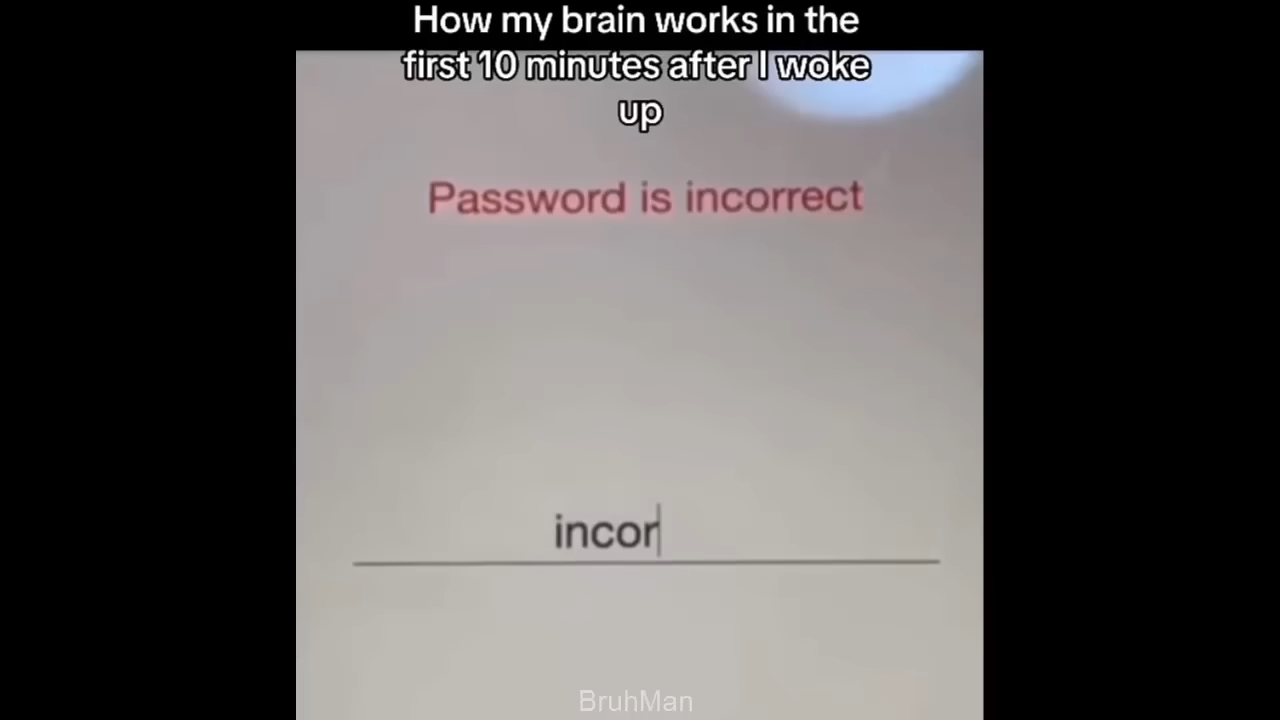 How my brain works in the
first 10 minutes after I woke
up
Password is incorrect
incor
BruhMan